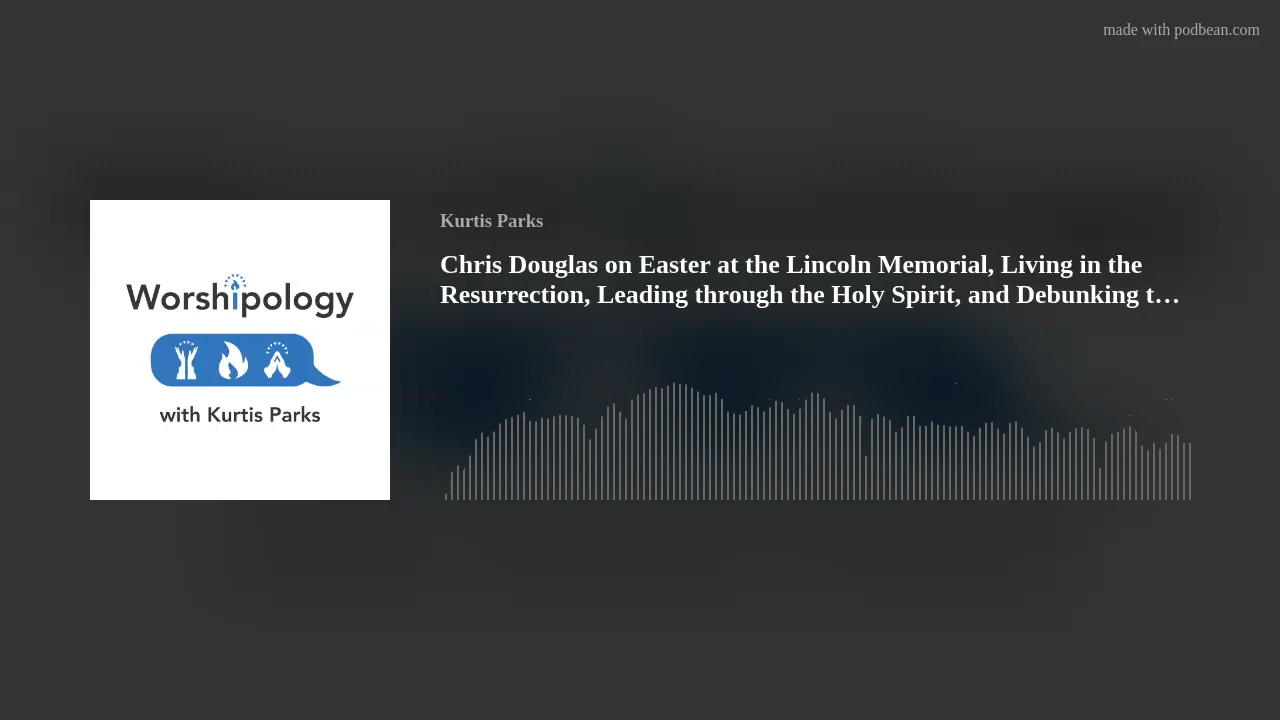 made with podbean.com
Worshipology
with Kurtis Parks
Kurtis Parks
Chris Douglas on Easter at the Lincoln Memorial, Living in the
Resurrection, Leading through the Holy Spirit, and Debunking t…